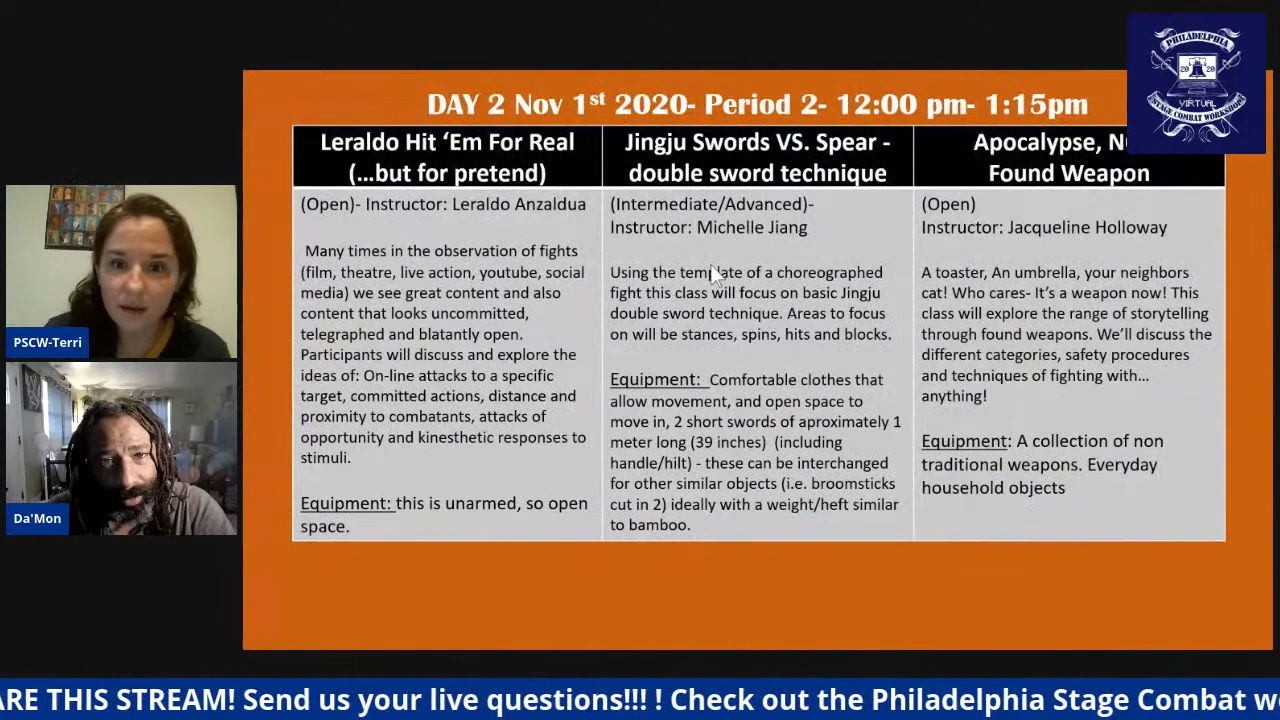 PHILADELPHIA
20 20
VIRTUAL
STAGE COMBAT WORKSHOP
DAY 2 Nov 1st 2020- Period 2- 12:00 pm- 1:15pm
Leraldo Hit ‘Em For Real
(…but for pretend)
(Open)- Instructor: Leraldo Anzaldua
Many times in the observation of fights
(film, theatre, live action, youtube, social
media) we see great content and also
content that looks uncommitted,
telegraphed and blatantly open.
Participants will discuss and explore the
ideas of: On-line attacks to a specific
target, committed actions, distance and
proximity to combatants, attacks of
opportunity and kinesthetic responses to
stimuli.
Equipment: this is unarmed, so open
space.
Jingju Swords VS. Spear -
double sword technique
(Intermediate/Advanced)-
Instructor: Michelle Jiang
Using the template of a choreographed
fight this class will focus on basic Jingju
double sword technique. Areas to focus
on will be stances, spins, hits and blocks.
Equipment: Comfortable clothes that
allow movement, and open space to
move in, 2 short swords of aproximately 1
meter long (39 inches) (including
handle/hilt) - these can be interchanged
for other similar objects (i.e. broomsticks
cut in 2) ideally with a weight/heft similar
to bamboo.
Apocalypse,
Found Weapon
(Open)
Instructor: Jacqueline Holloway
A toaster, An umbrella, your neighbors
cat! Who cares- It’s a weapon now! This
class will explore the range of storytelling
through found weapons. We’ll discuss the
different categories, safety procedures
and techniques of fighting with…
anything!
Equipment: A collection of non
traditional weapons. Everyday
household objects
PSCW-Terri
Da'Mon
ARE THIS STREAM! Send us your live questions!!! ! Check out the Philadelphia Stage Combat w